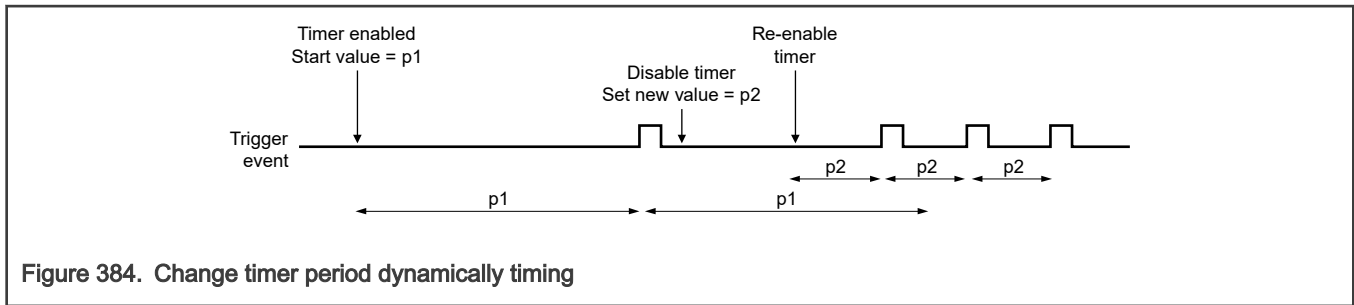 Timer enabled
Start value = p1
Re-enable
timer
Disable timer
Set new value = p2
Trigger
event
p2
p2
p2
p1
p1
Figure 384. Change timer period dynamically timing